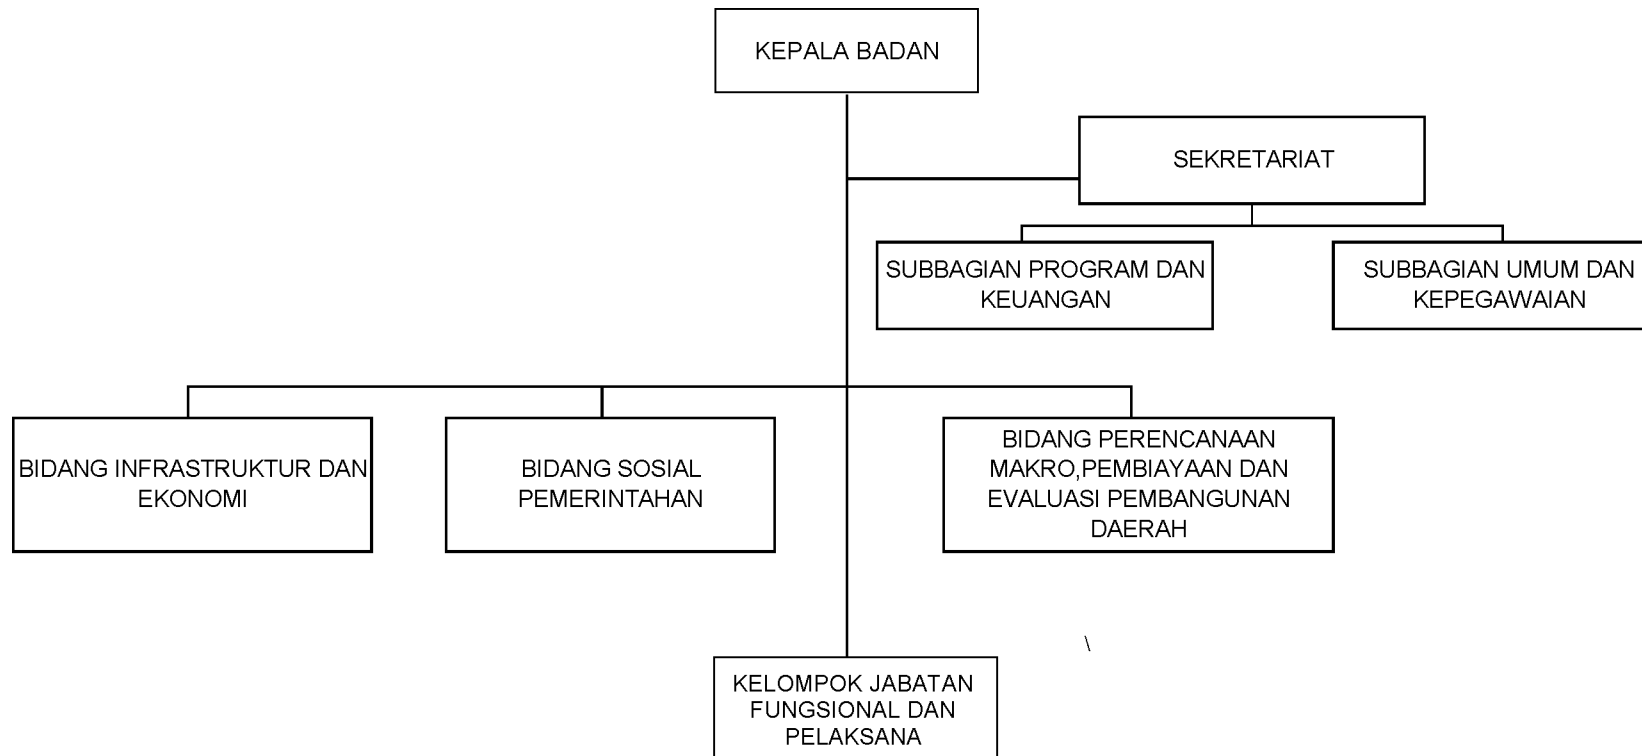 KEPALA BADAN
SEKRETARIAT
SUBBAGIAN PROGRAM DAN
KEUANGAN
SUBBAGIAN UMUM DAN
KEPEGAWAIAN
BIDANG INFRASTRUKTUR DAN
EKONOMI
BIDANG SOSIAL
PEMERINTAHAN
BIDANG PERENCANAAN
MAKRO,PEMBIAYAAN DAN
EVALUASI PEMBANGUNAN
DAERAH
\
KELOMPOK JABATAN
FUNGSIONAL DAN
PELAKSANA